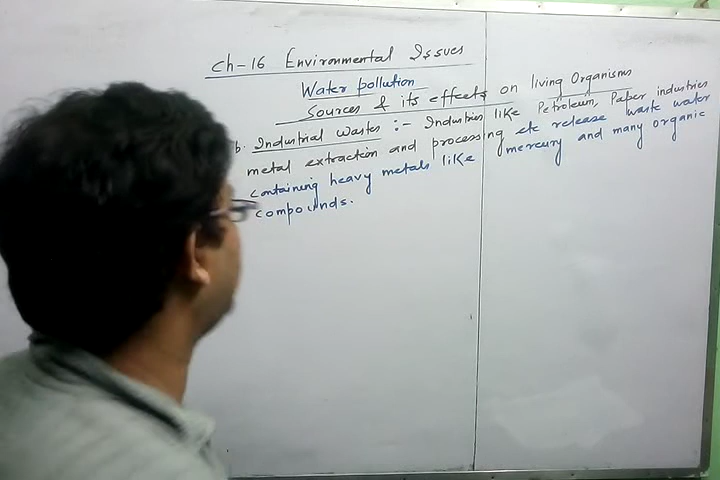 Ch-16 Environmental Issues
Water pollution
Sources & its effects on living Organisms
b. Industrial wastes :- Industries like Petroleum, Paper industries
metal extraction and processing etc release waste water
containing heavy metals like mercury and many organic
compounds.